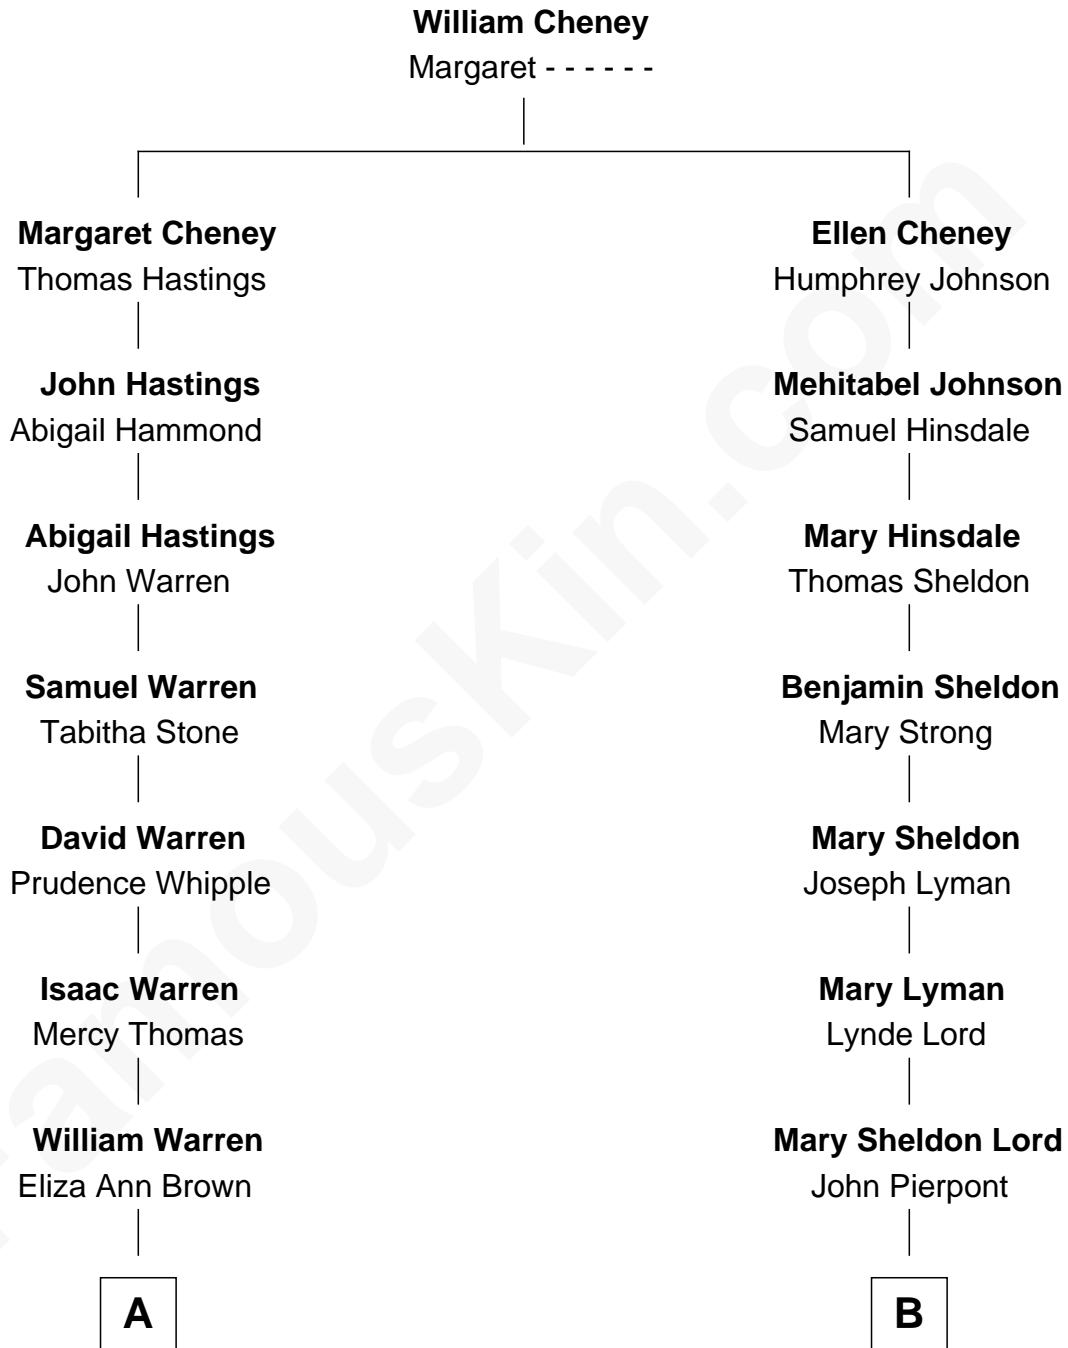 William Cheney
Margaret - - - - - -
Margaret Cheney
Thomas Hastings
Ellen Cheney
Humphrey Johnson
John Hastings
Abigail Hammond
Mehitabel Johnson
Samuel Hinsdale
Abigail Hastings
John Warren
Mary Hinsdale
Thomas Sheldon
Samuel Warren
Tabitha Stone
Benjamin Sheldon
Mary Strong
David Warren
Prudence Whipple
Mary Sheldon
Joseph Lyman
Isaac Warren
Mercy Thomas
Mary Lyman
Lynde Lord
William Warren
Eliza Ann Brown
Mary Sheldon Lord
John Pierpont
A
B
FamousKin.com